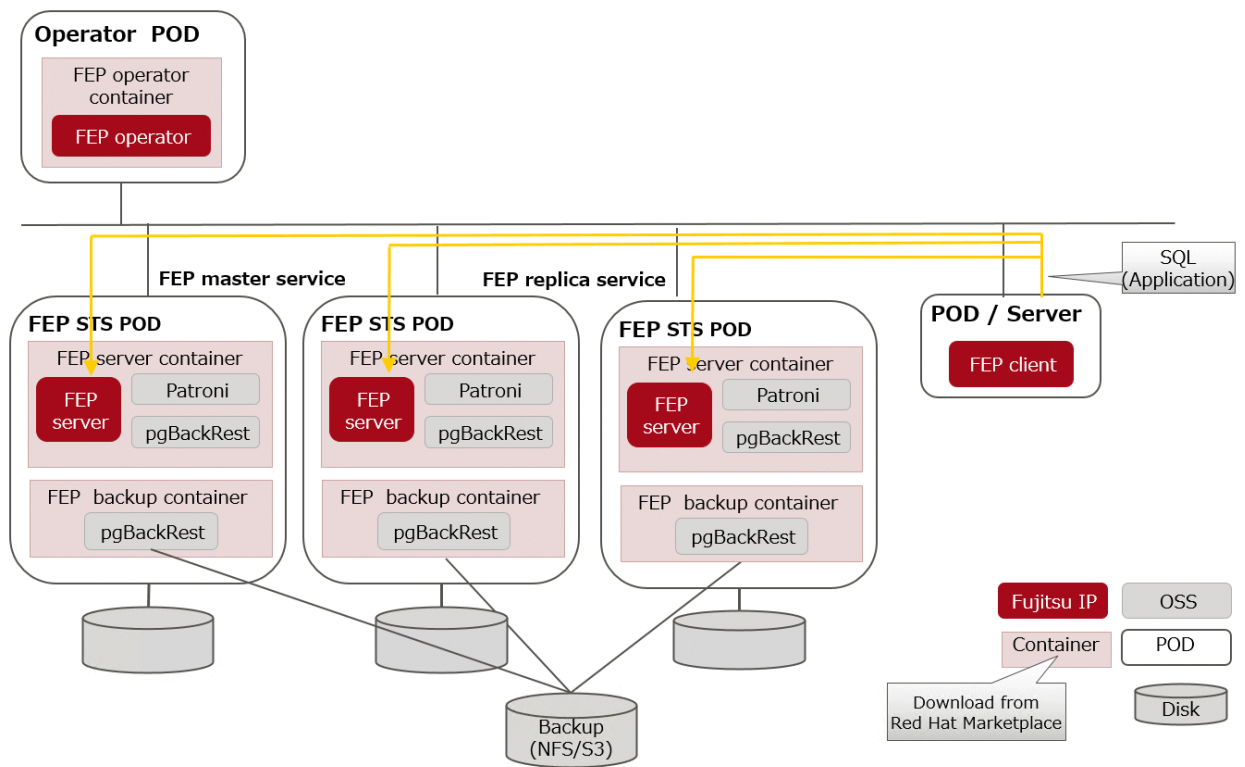 Operator POD
FEP operator
container
FEP operator
FEP master service
FEP replica service
SQL
(Application)
FEP STS POD
FEP server container
FEP
server
Patroni
pgBackRest
FEP backup container
pgBackRest
FEP STS POD
FEP server container
FEP
server
Patroni
pgBackRest
FEP backup container
pgBackRest
FEP STS POD
FEP server container
FEP
server
Patroni
pgBackRest
FEP backup container
pgBackRest
POD / Server
FEP client
Backup
(NFS/S3)
Fujitsu IP
OSS
Container
POD
Download from
Red Hat Marketplace
Disk